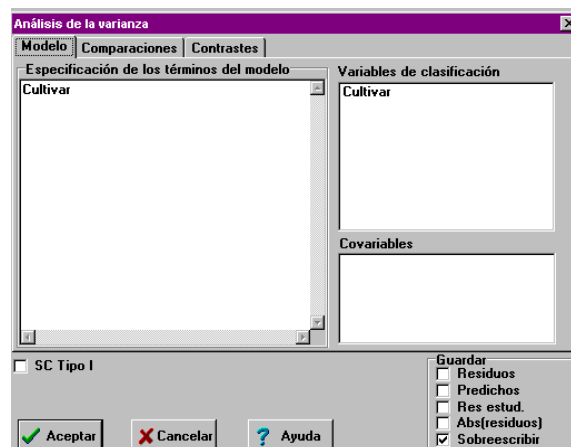 Análisis de la varianza
Modelo Comparaciones Contrastes
Especificación de los términos del modelo
Cultivar
Variables de clasificación
Cultivar
Covariables
SC Tipo I
Guardar
Residuos
Predichos
Res estud.
Abs(residuos)
Sobreescribir
Aceptar
Cancelar
? Ayuda